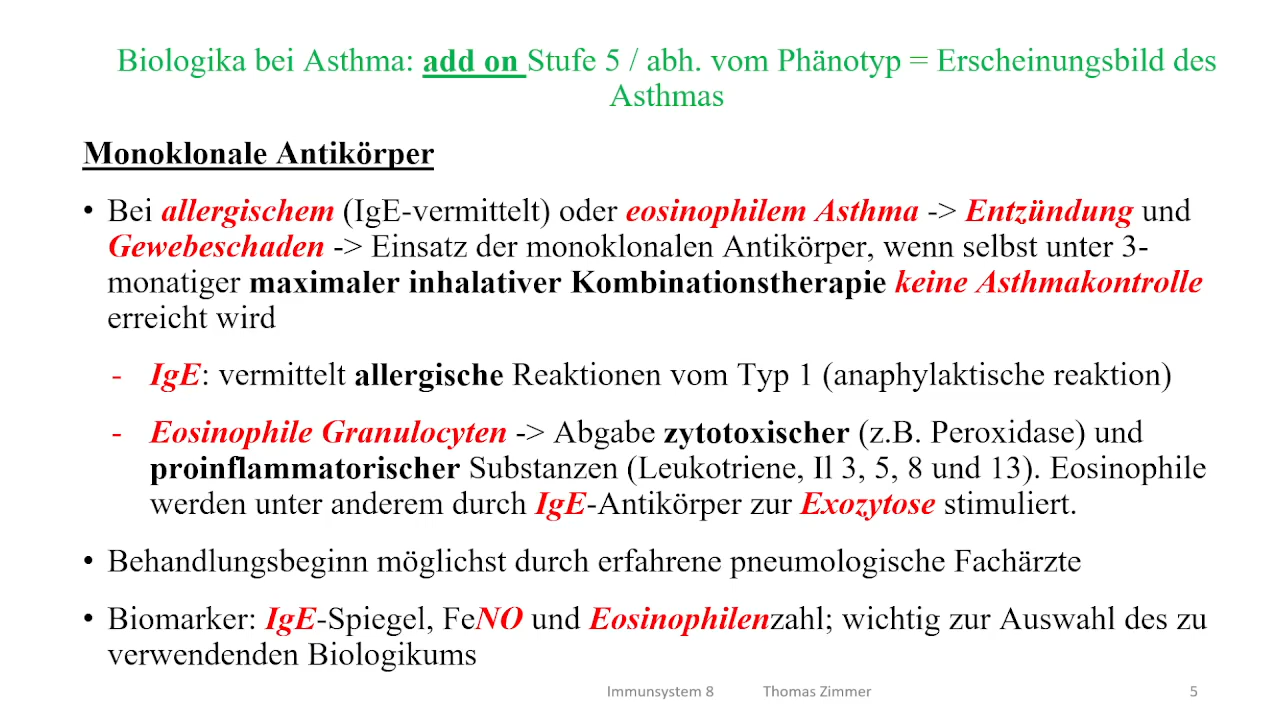 Biologika bei Asthma: add on Stufe 5 / abh. vom Phänotyp = Erscheinungsbild des
Asthmas
Monoklonale Antikörper
• Bei allergischem (IgE-vermittelt) oder eosinophilem Asthma -> Entzündung und
Gewebeschaden -> Einsatz der monoklonalen Antikörper, wenn selbst unter 3-
monatiger maximaler inhalativer Kombinationstherapie keine Asthmakontrolle
erreicht wird
- IgE: vermittelt allergische Reaktionen vom Typ 1 (anaphylaktische reaktion)
- Eosinophile Granulocyten -> Abgabe zytotoxischer (z.B. Peroxidase) und
proinflammatorischer Substanzen (Leukotriene, Il 3, 5, 8 und 13). Eosinophile
werden unter anderem durch IgE-Antikörper zur Exozytose stimuliert.
• Behandlungsbeginn möglichst durch erfahrene pneumologische Fachärzte
• Biomarker: IgE-Spiegel, FeNO und Eosinophilenzahl; wichtig zur Auswahl des zu
verwendenden Biologikums
Immunsystem 8 Thomas Zimmer 5